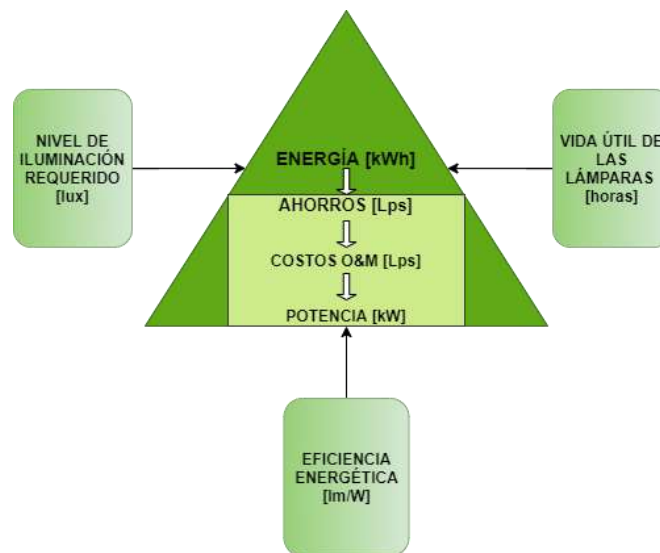 NIVEL DE
ILUMINACIÓN
REQUERIDO
[lux]
ENERGÍA [kWh]
AHORROS [Lps]
COSTOS O&M [Lps]
POTENCIA [kW]
VIDA ÚTIL DE
LAS
LÁMPARAS
[horas]
EFICIENCIA
ENERGÉTICA
[lm/W]